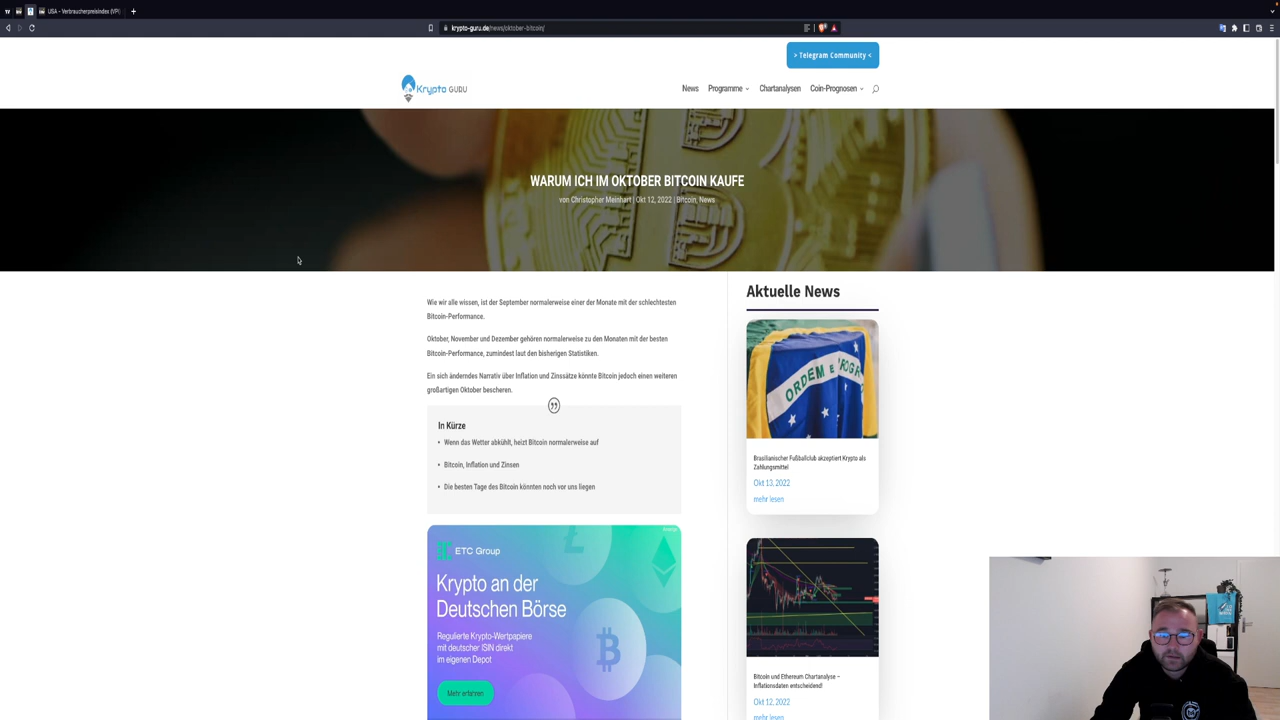 USA – Verbraucherpreisindex (VPI)
krypto-guru.de/news/oktober-bitcoin/
> Telegram Community <
Krypto GURU
News Programme Chartanalysen Coin-Prognosen
WARUM ICH IM OKTOBER BITCOIN KAUFE
von Christopher Meinhart | Okt 12, 2022 | Bitcoin, News
Wie wir alle wissen, ist der September normalerweise einer der Monate mit der schlechtesten
Bitcoin-Performance.
Oktober, November und Dezember gehören normalerweise zu den Monaten mit der besten
Bitcoin-Performance, zumindest laut den bisherigen Statistiken.
Ein sich änderndes Narrativ über Inflation und Zinssätze könnte Bitcoin jedoch einen weiteren
großartigen Oktober bescheren.
In Kürze
• Wenn das Wetter abkühlt, heizt Bitcoin normalerweise auf
• Bitcoin, Inflation und Zinsen
• Die besten Tage des Bitcoin könnten noch vor uns liegen
ETC Group
Krypto an der
Deutschen Börse
Regulierte Krypto-Wertpapiere
mit deutscher ISIN direkt
im eigenen Depot
Mehr erfahren
Aktuelle News
ORDEM E PROGR
Brasilianischer Fußballclub akzeptiert Krypto als
Zahlungsmittel
Okt 13, 2022
mehr lesen
Bitcoin und Ethereum Chartanalyse –
Inflationsdaten entscheidend!
Okt 12, 2022
mehr lesen